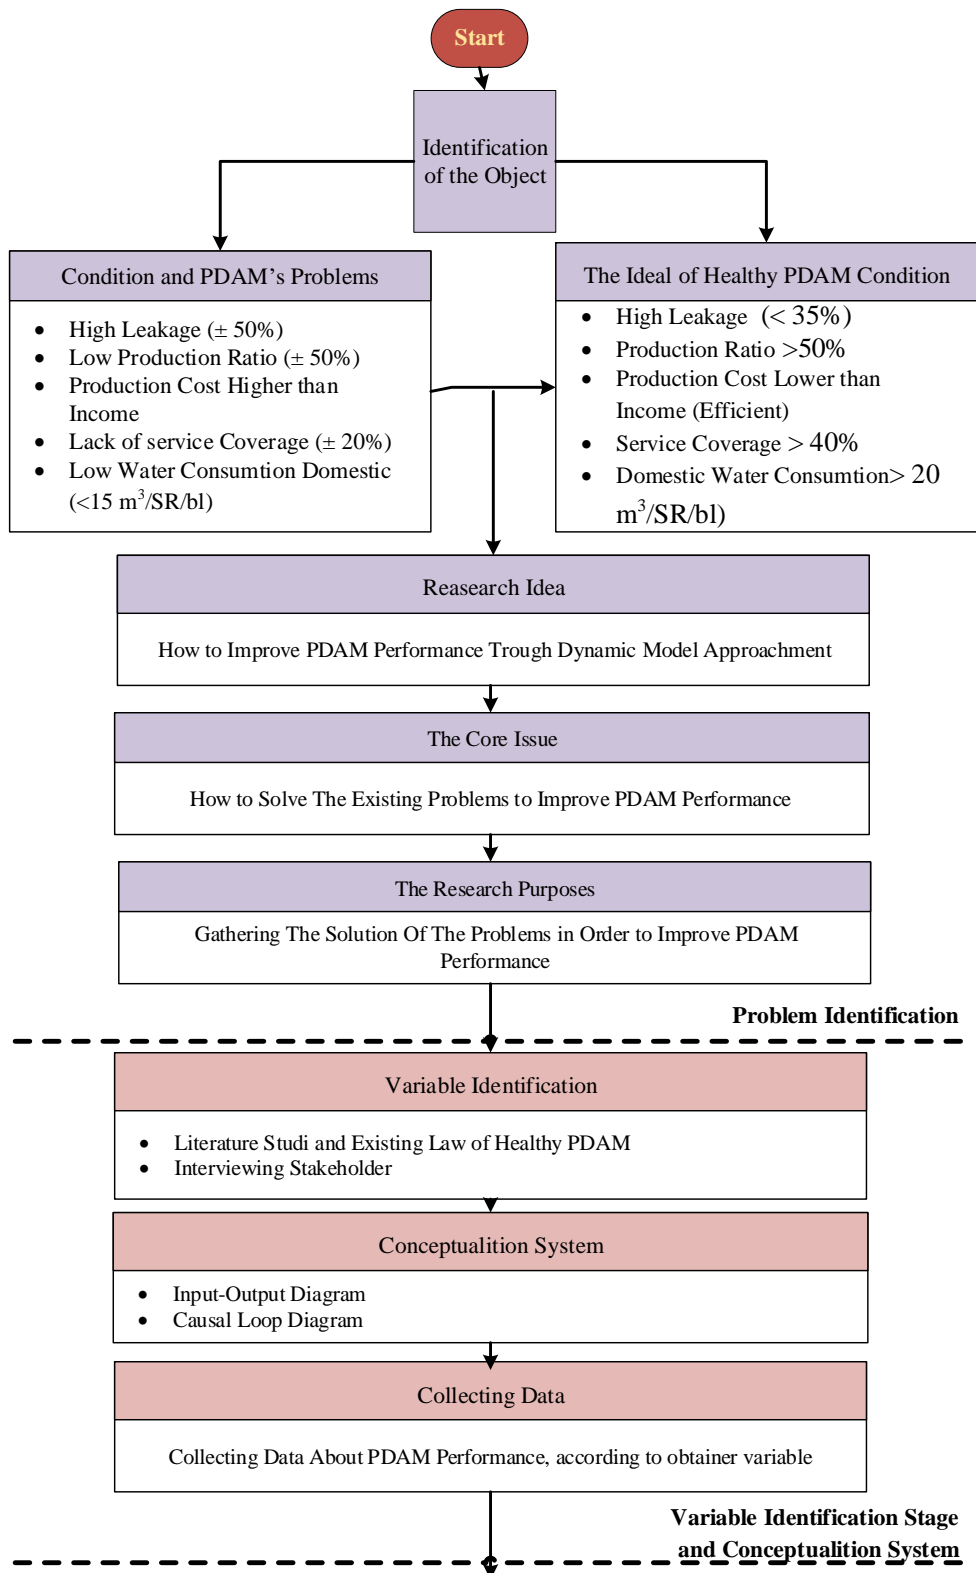 Start
Identification
of the Object
Condition and PDAM's Problems
• High Leakage (± 50%)
• Low Production Ratio (± 50%)
• Production Cost Higher than
Income
• Lack of service Coverage (± 20%)
• Low Water Consumtion Domestic
(<15 m³/SR/bl)
The Ideal of Healthy PDAM Condition
• High Leakage (< 35%)
• Production Ratio >50%
• Production Cost Lower than
Income (Efficient)
• Service Coverage > 40%
• Domestic Water Consumtion> 20
m³/SR/bl)
Reasearch Idea
How to Improve PDAM Performance Trough Dynamic Model Approachment
The Core Issue
How to Solve The Existing Problems to Improve PDAM Performance
The Research Purposes
Gathering The Solution Of The Problems in Order to Improve PDAM
Performance
Problem Identification
Variable Identification
• Literature Studi and Existing Law of Healthy PDAM
• Interviewing Stakeholder
Conceptualition System
• Input-Output Diagram
• Causal Loop Diagram
Collecting Data
Collecting Data About PDAM Performance, according to obtainer variable
Variable Identification Stage
and Conceptualition System